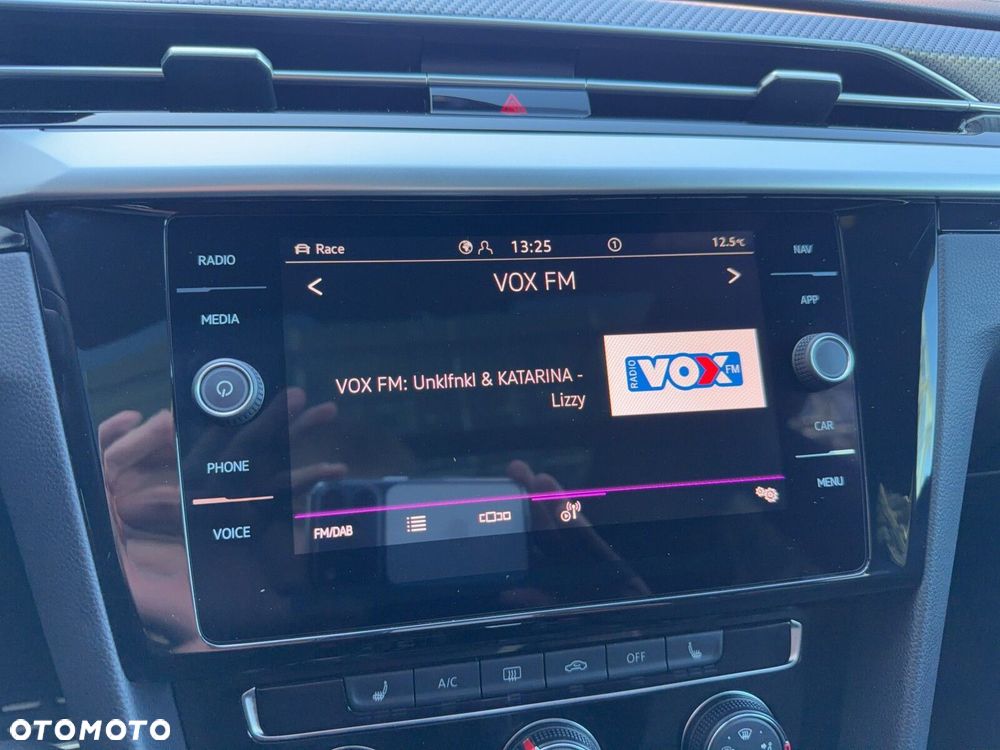 Race
13:25
1
12.5°C
RADIO
MEDIA
PHONE
VOICE
<
VOX FM
>
VOX FM: Unklfnkl & KATARINA -
Lizzy
RADIO VOX FM
FM/DAB
NAV
APP
CAR
MENU
A/C
OFF
OTOMOTO